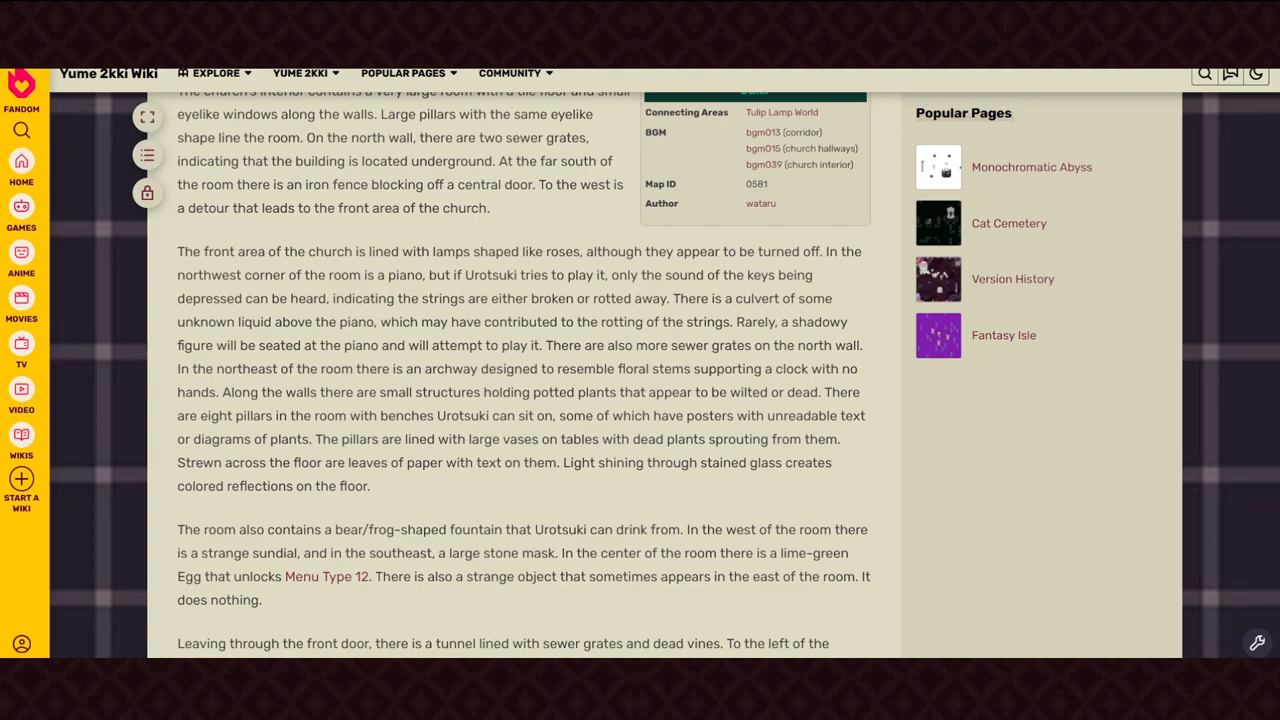 Yume 2kki Wiki
EXPLORE
YUME 2KKI
POPULAR PAGES
COMMUNITY
FANDOM
HOME
GAMES
ANIME
MOVIES
TV
VIDEO
WIKIS
START A
WIKI
The church's interior contains a very large room with a tile floor and small
eyelike windows along the walls. Large pillars with the same eyelike
shape line the room. On the north wall, there are two sewer grates,
indicating that the building is located underground. At the far south of
the room there is an iron fence blocking off a central door. To the west is
a detour that leads to the front area of the church.
Connecting Areas Tulip Lamp World
BGM bgm013 (corridor)
bgm015 (church hallways)
bgm039 (church interior)
Map ID 0581
Author wataru
The front area of the church is lined with lamps shaped like roses, although they appear to be turned off. In the
northwest corner of the room is a piano, but if Urotsuki tries to play it, only the sound of the keys being
depressed can be heard, indicating the strings are either broken or rotted away. There is a culvert of some
unknown liquid above the piano, which may have contributed to the rotting of the strings. Rarely, a shadowy
figure will be seated at the piano and will attempt to play it. There are also more sewer grates on the north wall.
In the northeast of the room there is an archway designed to resemble floral stems supporting a clock with no
hands. Along the walls there are small structures holding potted plants that appear to be wilted or dead. There
are eight pillars in the room with benches Urotsuki can sit on, some of which have posters with unreadable text
or diagrams of plants. The pillars are lined with large vases on tables with dead plants sprouting from them.
Strewn across the floor are leaves of paper with text on them. Light shining through stained glass creates
colored reflections on the floor.
The room also contains a bear/frog-shaped fountain that Urotsuki can drink from. In the west of the room there
is a strange sundial, and in the southeast, a large stone mask. In the center of the room there is a lime-green
Egg that unlocks Menu Type 12. There is also a strange object that sometimes appears in the east of the room. It
does nothing.
Leaving through the front door, there is a tunnel lined with sewer grates and dead vines. To the left of the
Popular Pages
Monochromatic Abyss
Cat Cemetery
Version History
Fantasy Isle